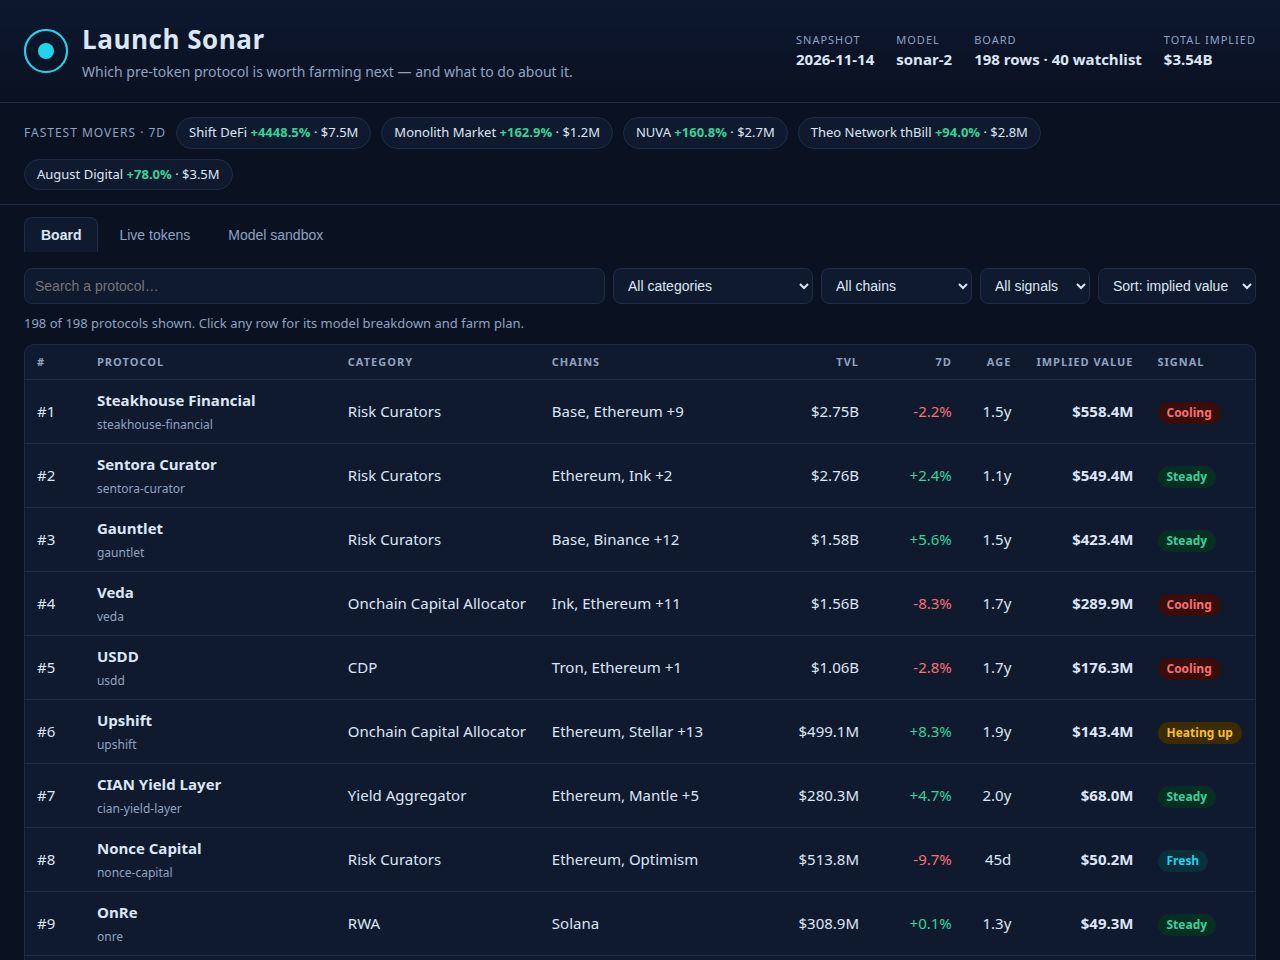 Launch Sonar
Which pre-token protocol is worth farming next — and what to do about it.
SNAPSHOT MODEL BOARD TOTAL IMPLIED
2026-11-14 sonar-2 198 rows · 40 watchlist $3.54B
FASTEST MOVERS · 7D Shift DeFi +4448.5% · $7.5M Monolith Market +162.9% · $1.2M NUVA +160.8% · $2.7M Theo Network thBill +94.0% · $2.8M
August Digital +78.0% · $3.5M
Board Live tokens Model sandbox
Search a protocol… All categories All chains All signals Sort: implied value
198 of 198 protocols shown. Click any row for its model breakdown and farm plan.
# PROTOCOL CATEGORY CHAINS TVL 7D AGE IMPLIED VALUE SIGNAL
#1 Steakhouse Financial Risk Curators Base, Ethereum +9 $2.75B -2.2% 1.5y $558.4M Cooling
steakhouse-financial
#2 Sentora Curator Risk Curators Ethereum, Ink +2 $2.76B +2.4% 1.1y $549.4M Steady
sentora-curator
#3 Gauntlet Risk Curators Base, Binance +12 $1.58B +5.6% 1.5y $423.4M Steady
gauntlet
#4 Veda Onchain Capital Allocator Ink, Ethereum +11 $1.56B -8.3% 1.7y $289.9M Cooling
veda
#5 USDD CDP Tron, Ethereum +1 $1.06B -2.8% 1.7y $176.3M Cooling
usdd
#6 Upshift Onchain Capital Allocator Ethereum, Stellar +13 $499.1M +8.3% 1.9y $143.4M Heating up
upshift
#7 CIAN Yield Layer Yield Aggregator Ethereum, Mantle +5 $280.3M +4.7% 2.0y $68.0M Steady
cian-yield-layer
#8 Nonce Capital Risk Curators Ethereum, Optimism $513.8M -9.7% 45d $50.2M Fresh
nonce-capital
#9 OnRe RWA Solana $308.9M +0.1% 1.3y $49.3M Steady
onre